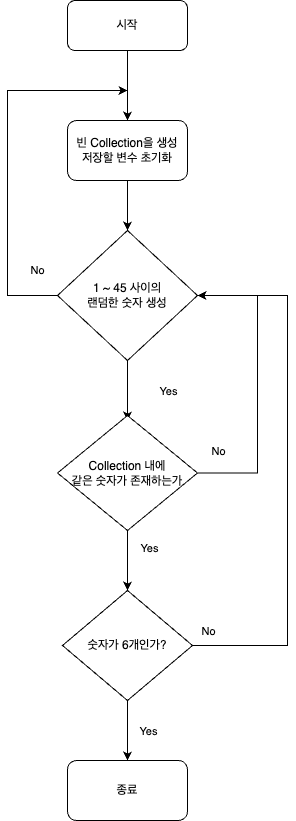 시작
빈 Collection을 생성
저장할 변수 초기화
No
1 ~ 45 사이의
랜덤한 숫자 생성
Yes
Collection 내에
같은 숫자가 존재하는가
No
Yes
숫자가 6개인가?
No
Yes
종료